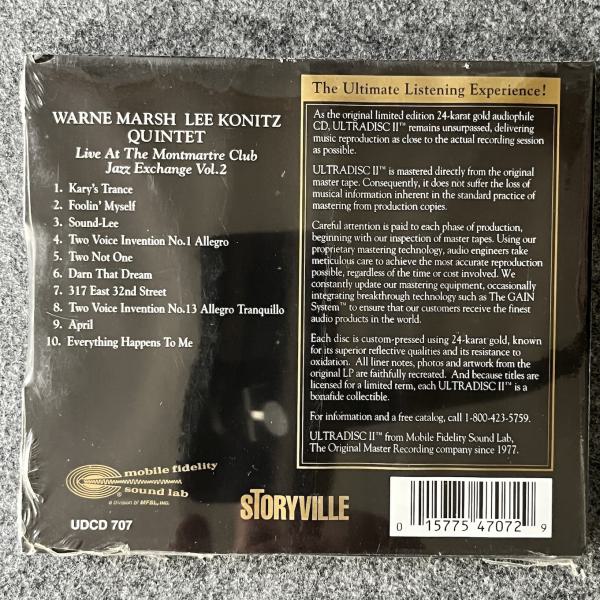 WARNE MARSH LEE KONITZ
QUINTET
Live At The Montmartre Club
Jazz Exchange Vol.2
1. Kary's Trance
2. Foolin' Myself
3. Sound-Lee
4. Two Voice Invention No.1 Allegro
5. Two Not One
6. Darn That Dream
7. 317 East 32nd Street
8. Two Voice Invention No.13 Allegro Tranquillo
9. April
10. Everything Happens To Me
The Ultimate Listening Experience!
As the original limited edition 24-karat gold audiophile
CD, ULTRADISC II™ remains unsurpassed, delivering
music reproduction as close to the actual recording session
as possible.
ULTRADISC II™ is mastered directly from the original
master tape. Consequently, it does not suffer the loss of
musical information inherent in the standard practice of
mastering from production copies.
Careful attention is paid to each phase of production,
beginning with our inspection of master tapes. Using our
proprietary mastering technology, audio engineers take
meticulous care to achieve the most accurate reproduction
possible, regardless of the time or cost involved. We
constantly update our mastering equipment, occasionally
integrating breakthrough technology such as The GAIN
System™ to ensure that our customers receive the finest
audio products in the world.
Each disc is custom-pressed using 24-karat gold, known
for its superior reflective qualities and its resistance to
oxidation. All liner notes, photos and artwork from the
original LP are faithfully recreated. And because titles are
licensed for a limited term, each ULTRADISC II™ is a
bonafide collectible.
For information and a free catalog, call 1-800-423-5759.
ULTRADISC II™ from Mobile Fidelity Sound Lab,
The Original Master Recording company since 1977.
mobile fidelity
sound lab
a division of MFSL, INC.
UDCD 707
STORYVILLE
0 15775 47072 9